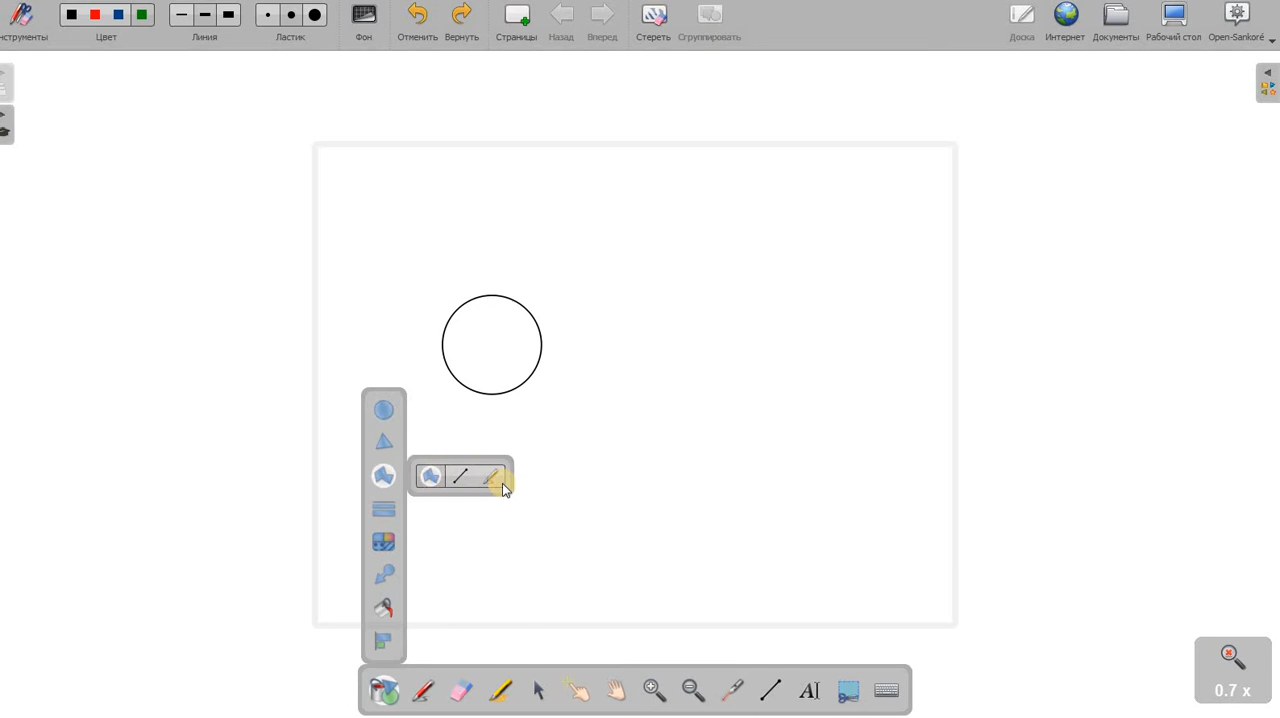 нструменты
Цвет
Линия
Ластик
Фон
Отменить
Вернуть
Страницы
Назад
Вперед
Стереть
Сгруппировать
Доска
Интернет
Документы
Рабочий стол
Open-Sankoré
AI
0.7 x